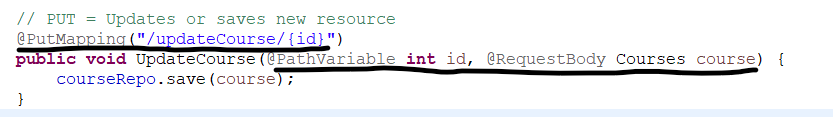 // PUT = Updates or saves new resource
@PutMapping("/updateCourse/{id}")
public void UpdateCourse(@PathVariable int id, @RequestBody Courses course) {
courseRepo.save(course);
}